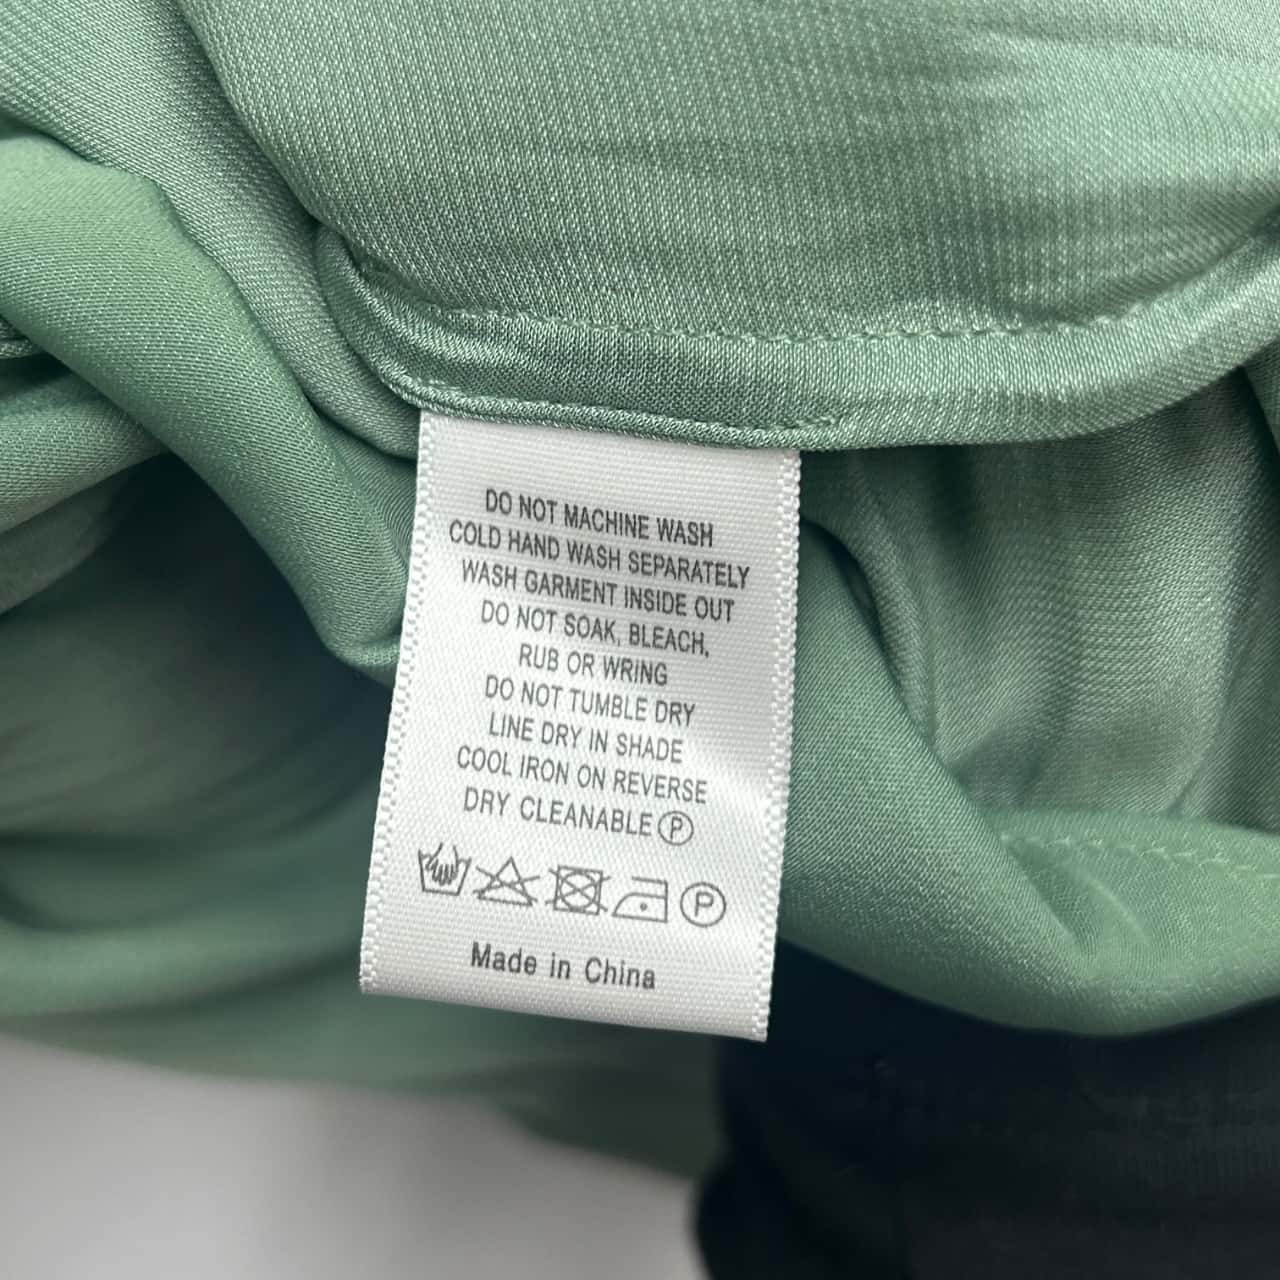 DO NOT MACHINE WASH
COLD HAND WASH SEPARATELY
WASH GARMENT INSIDE OUT
DO NOT SOAK, BLEACH,
RUB OR WRING
DO NOT TUMBLE DRY
LINE DRY IN SHADE
COOL IRON ON REVERSE
DRY CLEANABLE Ⓟ
Ⓟ
Made in China